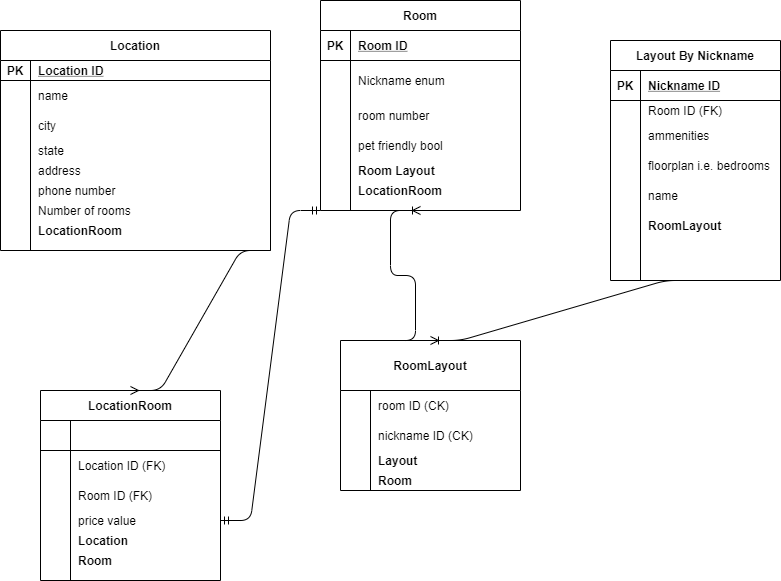 Location
PK Location ID
name
city
state
address
phone number
Number of rooms
LocationRoom
Room
PK Room ID
Nickname enum
room number
pet friendly bool
Room Layout
LocationRoom
Layout By Nickname
PK Nickname ID
Room ID (FK)
ammenities
floorplan i.e. bedrooms
name
RoomLayout
LocationRoom
Location ID (FK)
Room ID (FK)
price value
Location
Room
RoomLayout
room ID (CK)
nickname ID (CK)
Layout
Room